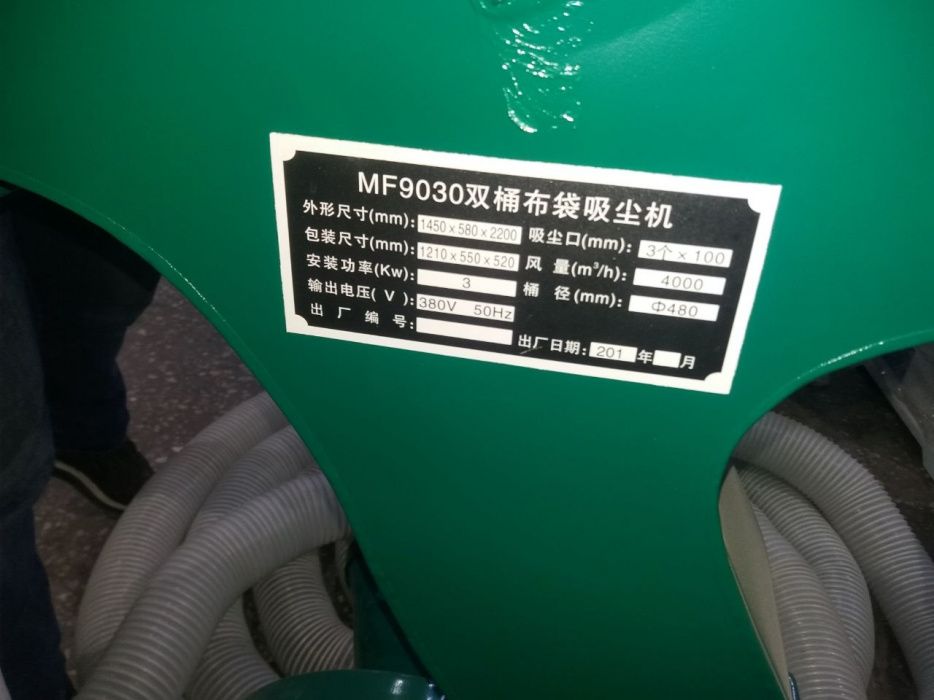 MF9030双桶布袋吸尘机
外形尺寸(mm): 1450×580×2200 吸尘口(mm): 3个×100
包装尺寸(mm): 1210×550×520 风 量(m³/h): 4000
安装功率(Kw): 3 桶 径(mm): Φ480
输出电压( V ): 380V 50Hz
出 厂 编 号: 出厂日期: 201 年 月